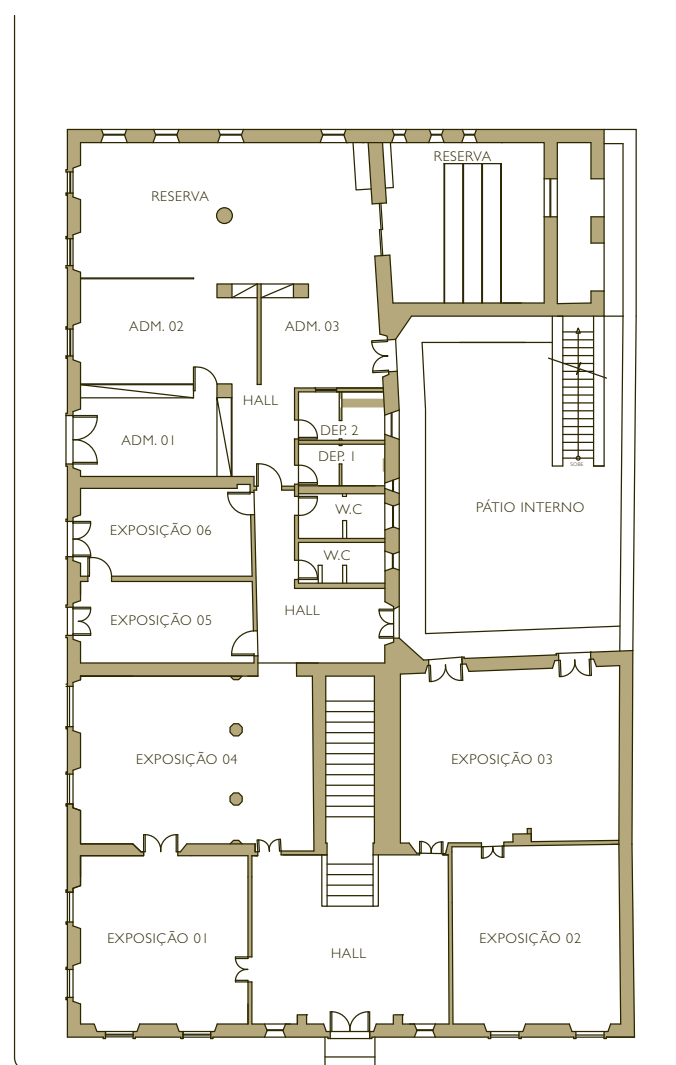 RESERVA
RESERVA
ADM. 02
ADM. 03
HALL
DEP. 2
ADM. 01
DEP. 1
SOBE
W.C
PÁTIO INTERNO
EXPOSIÇÃO 06
W.C
HALL
EXPOSIÇÃO 05
EXPOSIÇÃO 04
EXPOSIÇÃO 03
EXPOSIÇÃO 01
EXPOSIÇÃO 02
HALL